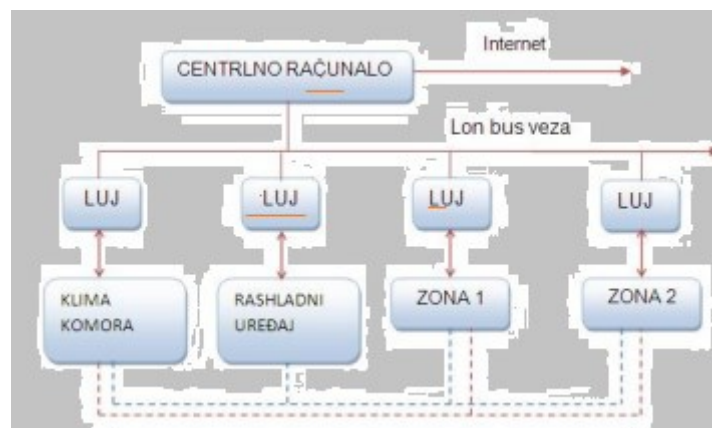 Internet
CENTRLNO RAČUNALO
Lon bus veza
LUJ
LUJ
LUJ
LUJ
KLIMA
KOMORA
RASHLADNI
UREĐAJ
ZONA 1
ZONA 2